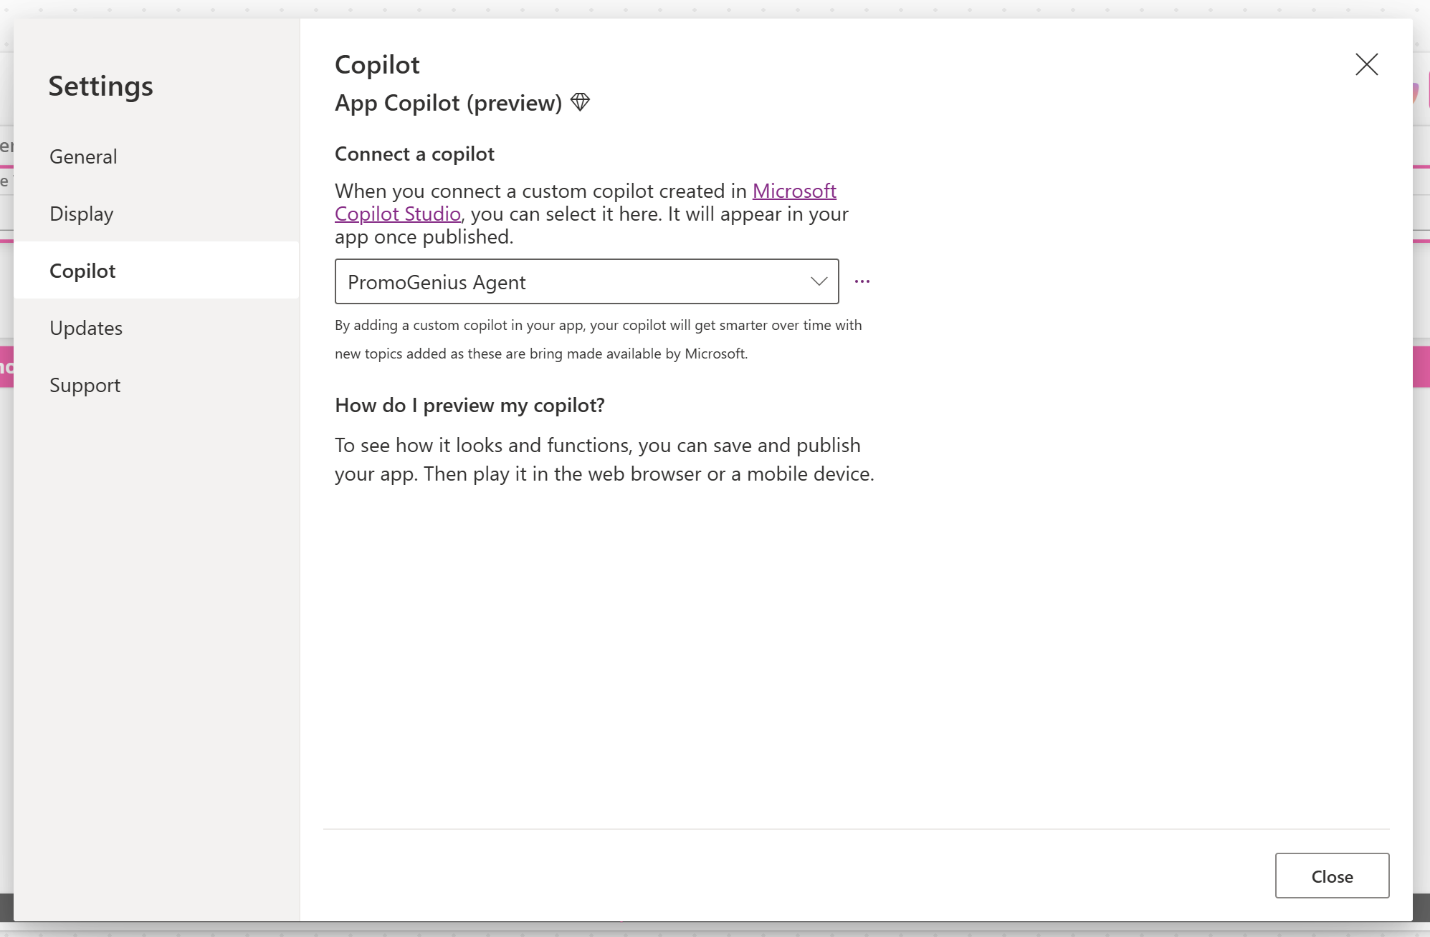 Settings
General
Display
Copilot
Updates
Support
Copilot
App Copilot (preview)
Connect a copilot
When you connect a custom copilot created in Microsoft
Copilot Studio, you can select it here. It will appear in your
app once published.
PromoGenius Agent
By adding a custom copilot in your app, your copilot will get smarter over time with
new topics added as these are bring made available by Microsoft.
How do I preview my copilot?
To see how it looks and functions, you can save and publish
your app. Then play it in the web browser or a mobile device.
Close